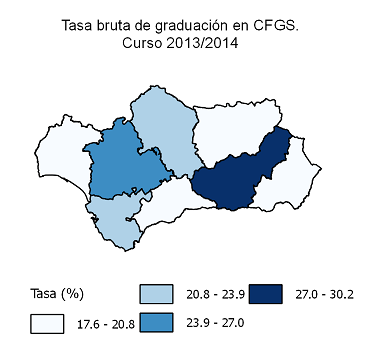 Tasa bruta de graduación en CFGS.
Curso 2013/2014
Tasa (%)
20.8 - 23.9
27.0 - 30.2
17.6 - 20.8
23.9 - 27.0